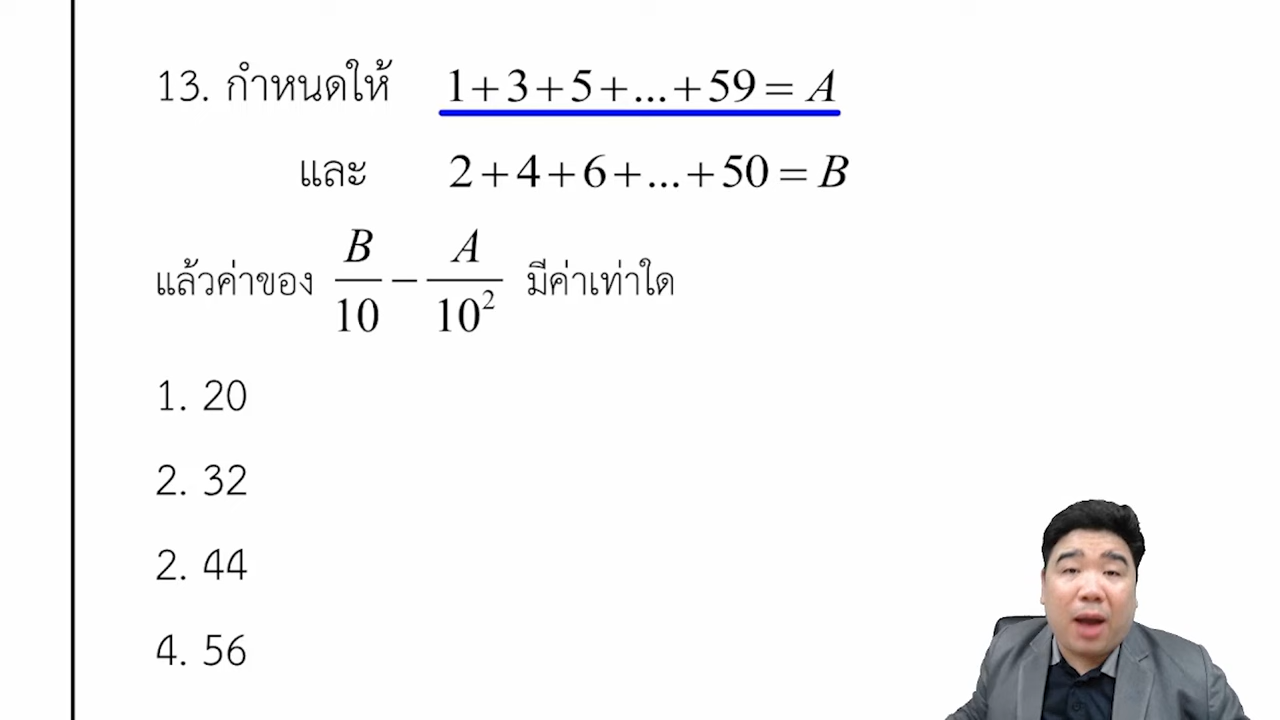 13. กำหนดให้ 1+3+5+...+59= A
และ 2+4+6+...+50= B
แล้วค่าของ B/10 − A/10² มีค่าเท่าใด
1. 20
2. 32
2. 44
4. 56